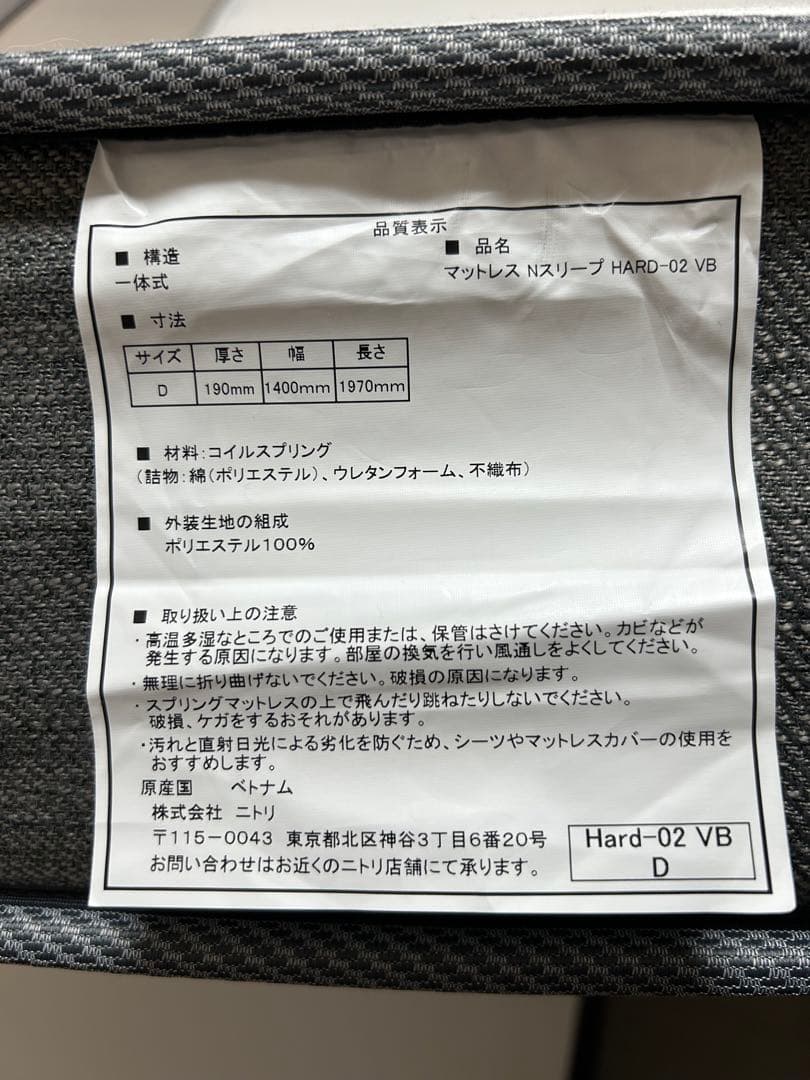 品質表示
■ 構造
一体式
■ 品名
マットレス Nスリープ HARD-02 VB
■ 寸法
サイズ 厚さ 幅 長さ
D 190mm 1400mm 1970mm
■ 材料:コイルスプリング
(詰物:綿(ポリエステル)、ウレタンフォーム、不織布)
■ 外装生地の組成
ポリエステル100%
■ 取り扱い上の注意
・高温多湿なところでのご使用または、保管はさけてください。カビなどが
発生する原因になります。部屋の換気を行い風通しをよくしてください。
・無理に折り曲げないでください。破損の原因になります。
・スプリングマットレスの上で飛んだり跳ねたりしないでください。
破損、ケガをするおそれがあります。
・汚れと直射日光による劣化を防ぐため、シーツやマットレスカバーの使用を
おすすめします。
原産国 ベトナム
株式会社 ニトリ
〒115-0043 東京都北区神谷3丁目6番20号
お問い合わせはお近くのニトリ店舗にて承ります。
Hard-02 VB
D